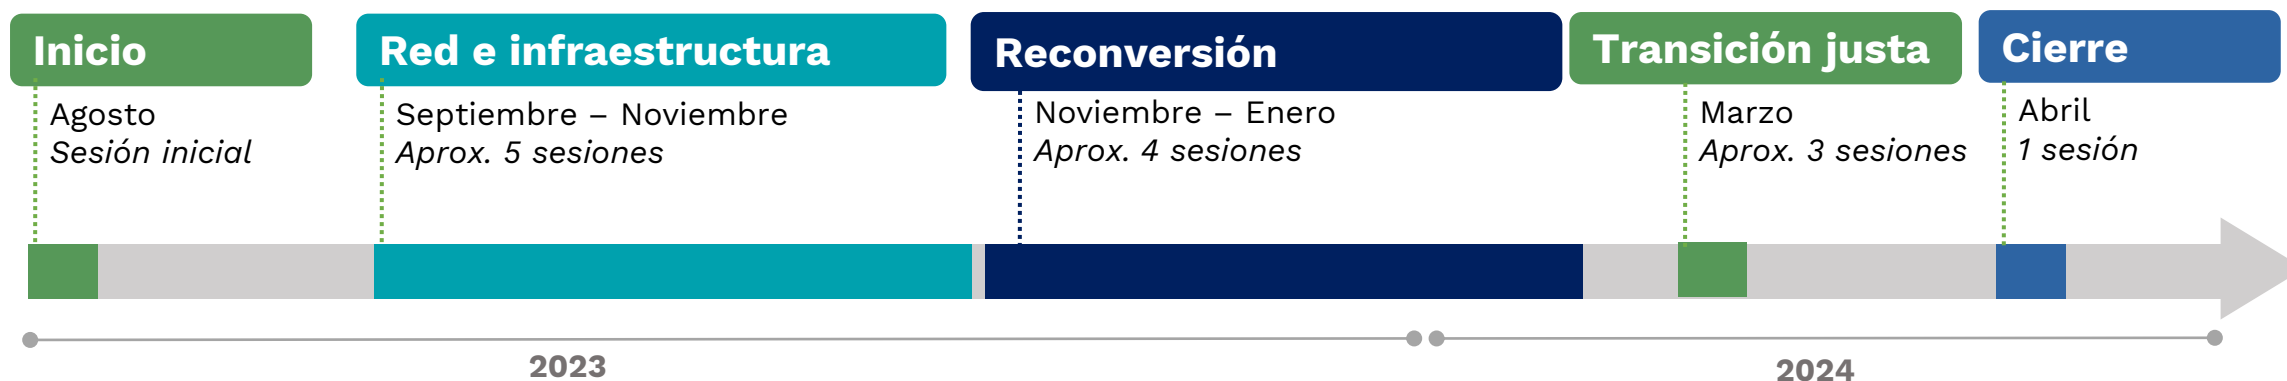 Inicio
Agosto
Sesión inicial
Red e infraestructura
Septiembre – Noviembre
Aprox. 5 sesiones
Reconversión
Noviembre – Enero
Aprox. 4 sesiones
Transición justa
Marzo
Aprox. 3 sesiones
Cierre
Abril
1 sesión
2023
2024